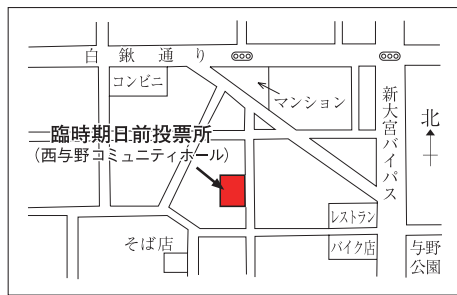 白鍬通り
コンビニ
マンション
新大宮バイパス
北
臨時期日前投票所
(西与野コミュニティホール)
レストラン
そば店
バイク店
与野
公園